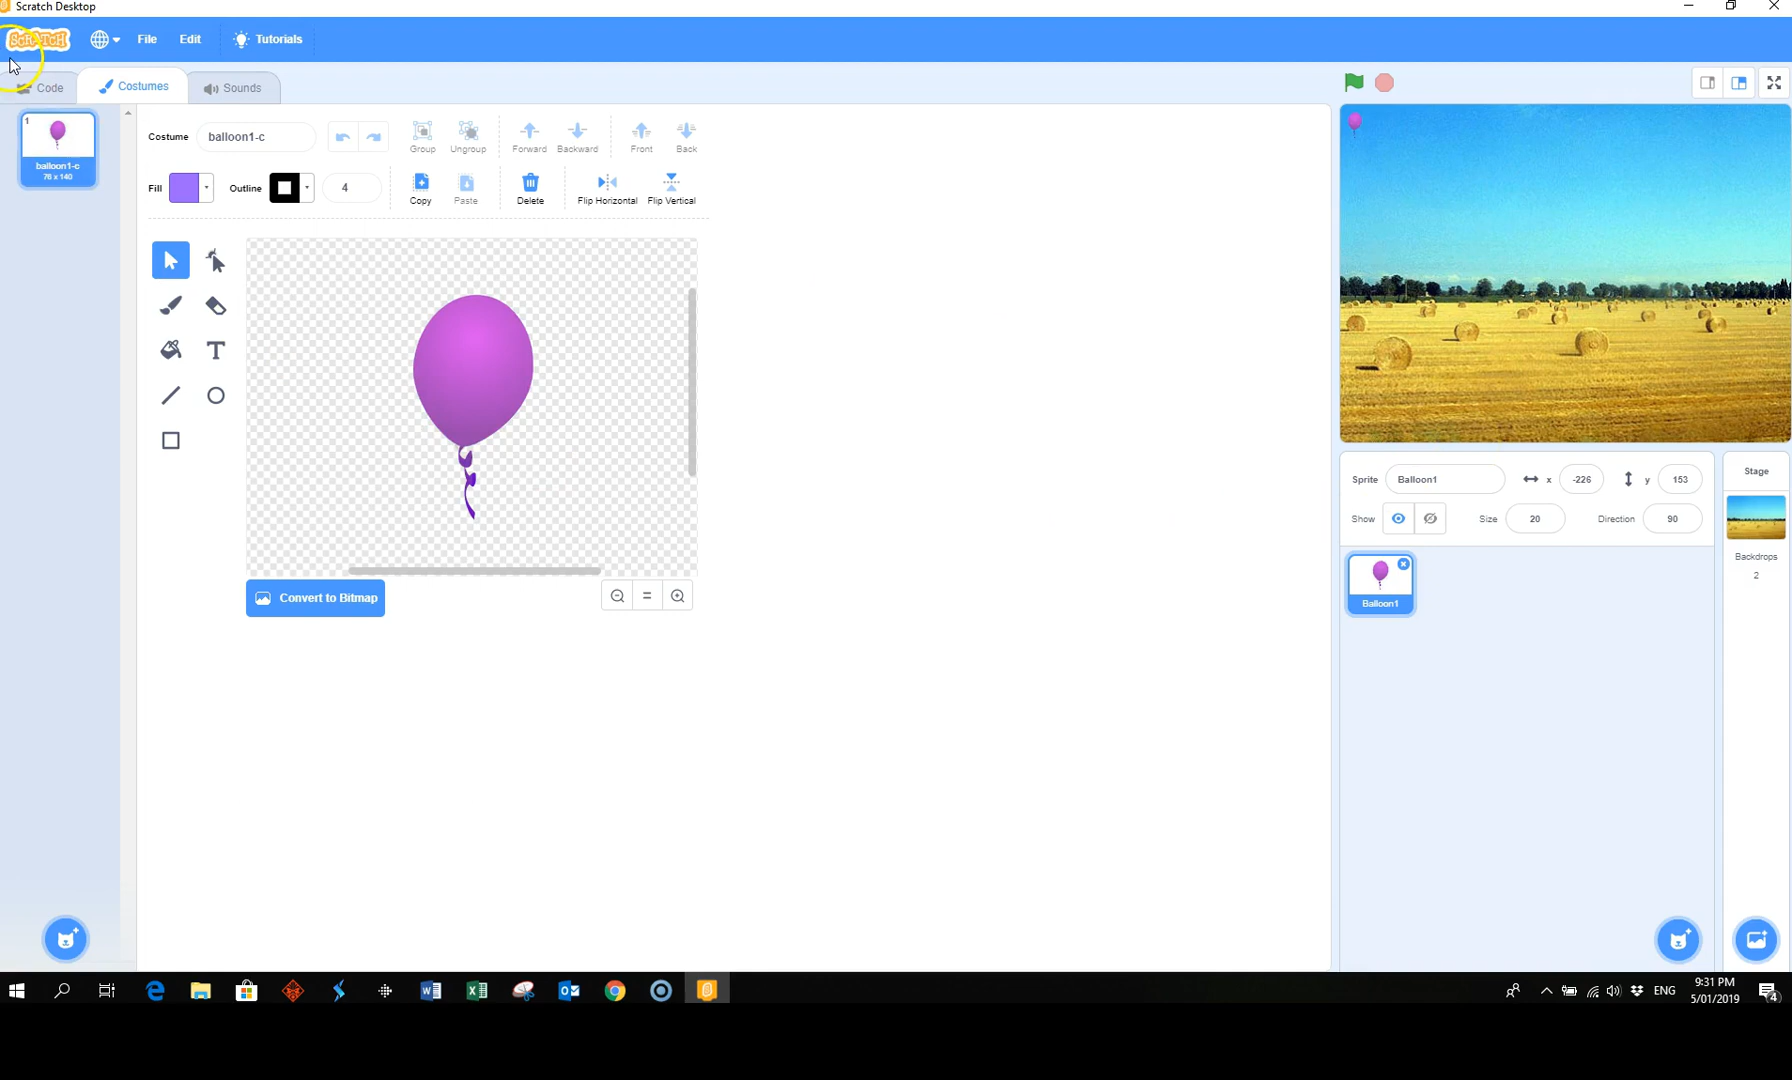 Scratch Desktop
SCRATCH File Edit Tutorials
Code Costumes Sounds
1
balloon1-c
76 x 140
Costume balloon1-c Group Ungroup Forward Backward Front Back
Fill Outline 4 Copy Paste Delete Flip Horizontal Flip Vertical
T
Convert to Bitmap
Sprite Balloon1 x -226 y 153
Show Size 20 Direction 90
Balloon1
Stage
Backdrops
2
ENG
9:31 PM
5/01/2019
4